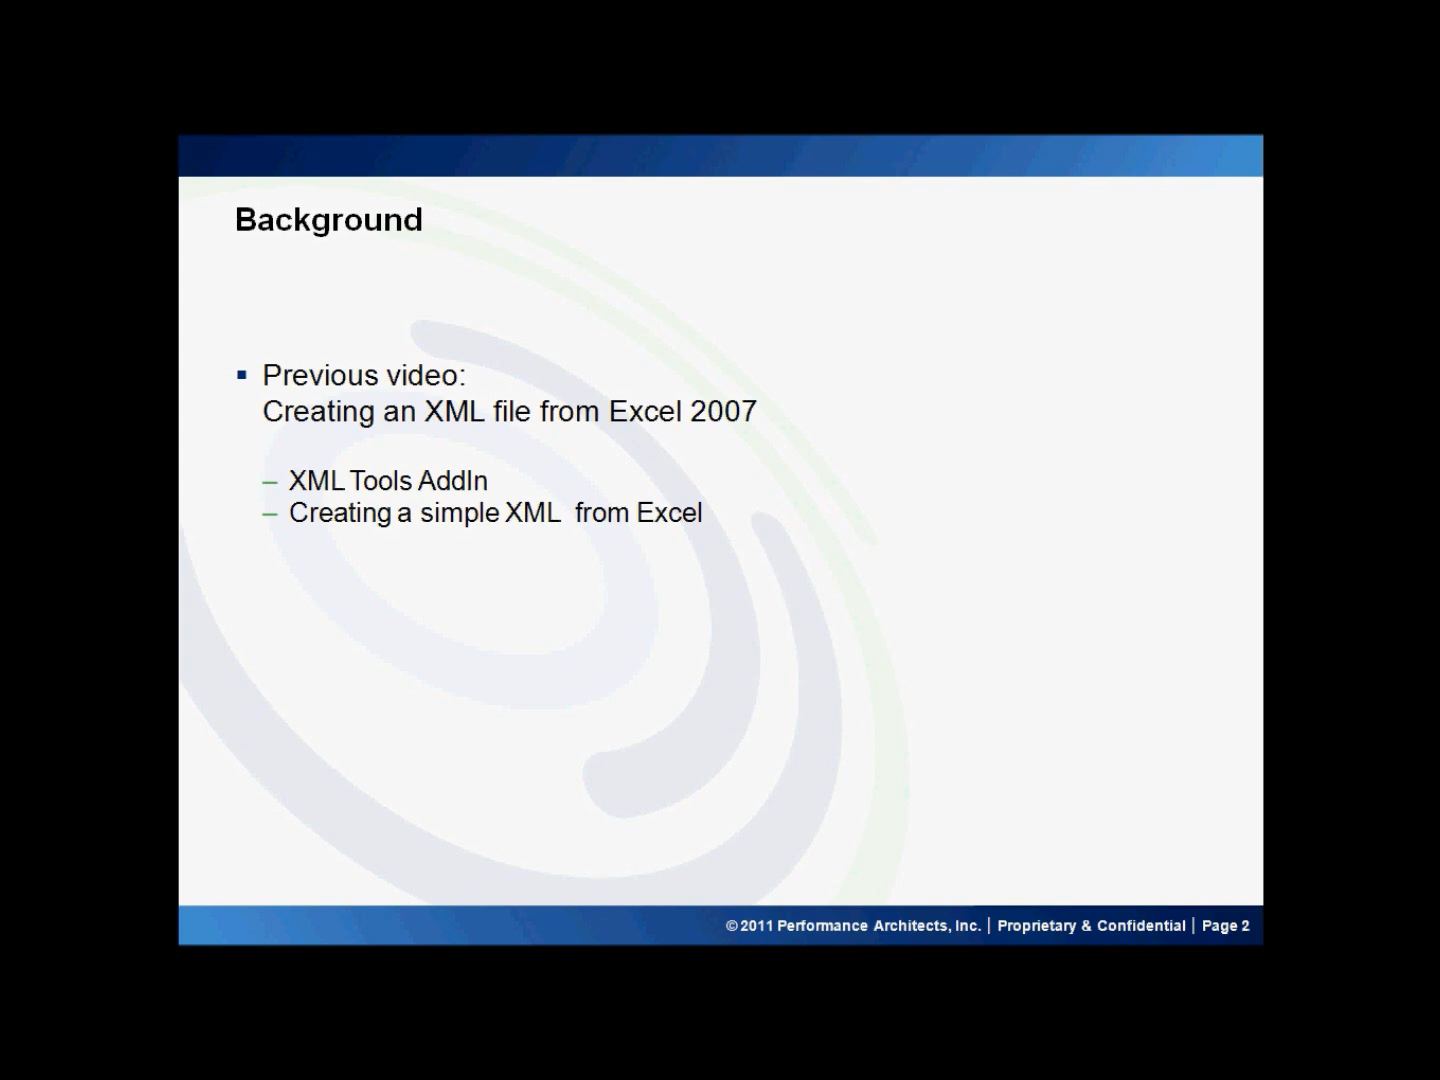 Background
▪ Previous video:
Creating an XML file from Excel 2007
– XML Tools AddIn
– Creating a simple XML from Excel
© 2011 Performance Architects, Inc. | Proprietary & Confidential | Page 2